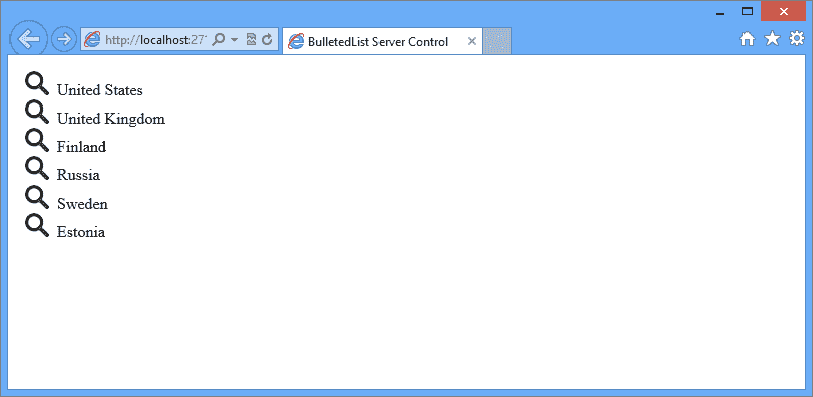 http://localhost:27
BulletedList Server Control
United States
United Kingdom
Finland
Russia
Sweden
Estonia